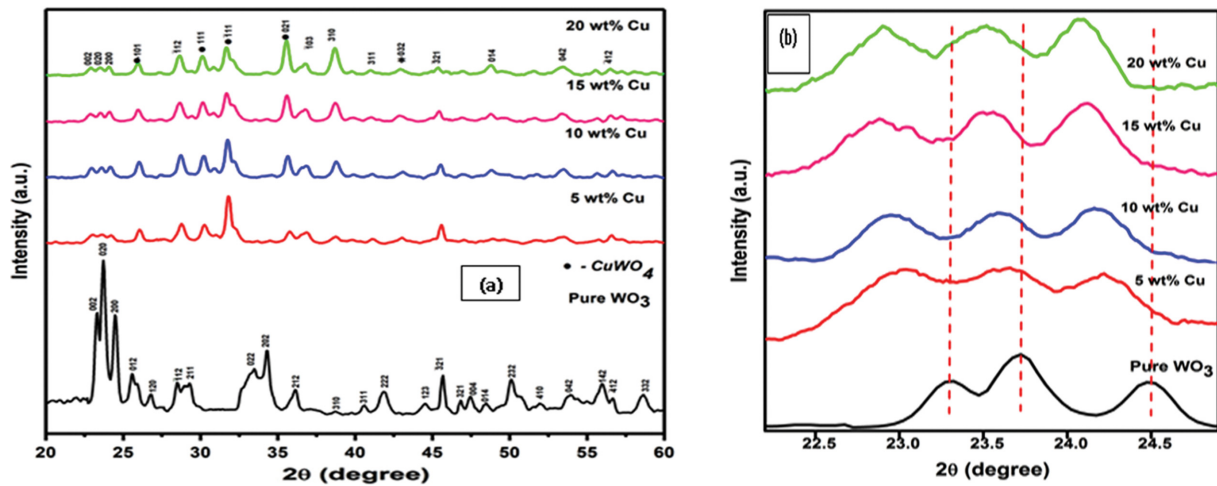 20 wt% Cu
002
020
200
101
112
111
111
021
103
310
311
032
321
014
042
412
15 wt% Cu
10 wt% Cu
5 wt% Cu
● - CuWO4
(a)
Pure WO3
002
020
200
012
120
112
211
022
202
212
310
311
222
123
321
321
004
014
232
410
042
142
412
332
Intensity (a.u.)
20 25 30 35 40 45 50 55 60
2θ (degree)
(b)
20 wt% Cu
15 wt% Cu
10 wt% Cu
5 wt% Cu
Pure WO3
Intensity (a.u.)
22.5 23.0 23.5 24.0 24.5
2θ (degree)